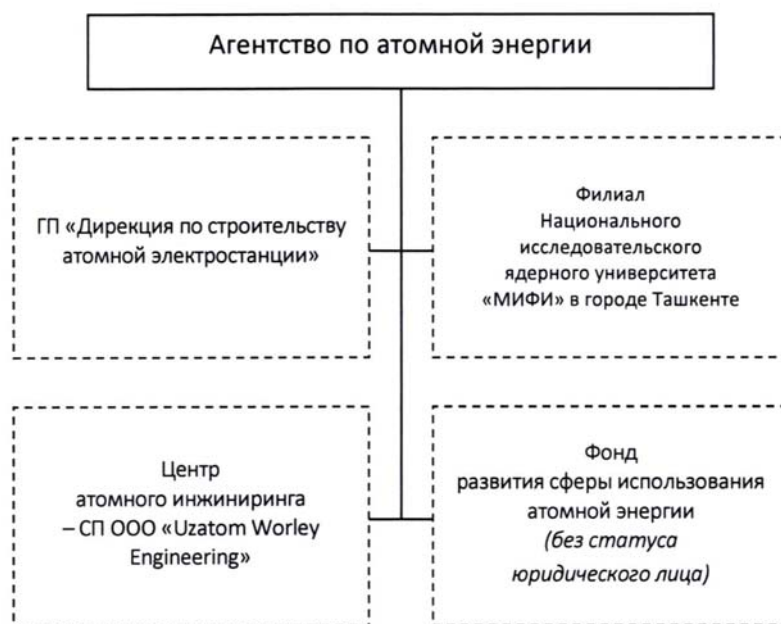 Агентство по атомной энергии
ГП «Дирекция по строительству
атомной электростанции»
Филиал
Национального
исследовательского
ядерного университета
«МИФИ» в городе Ташкенте
Центр
атомного инжиниринга
– СП ООО «Uzatom Worley
Engineering»
Фонд
развития сферы использования
атомной энергии
(без статуса
юридического лица)